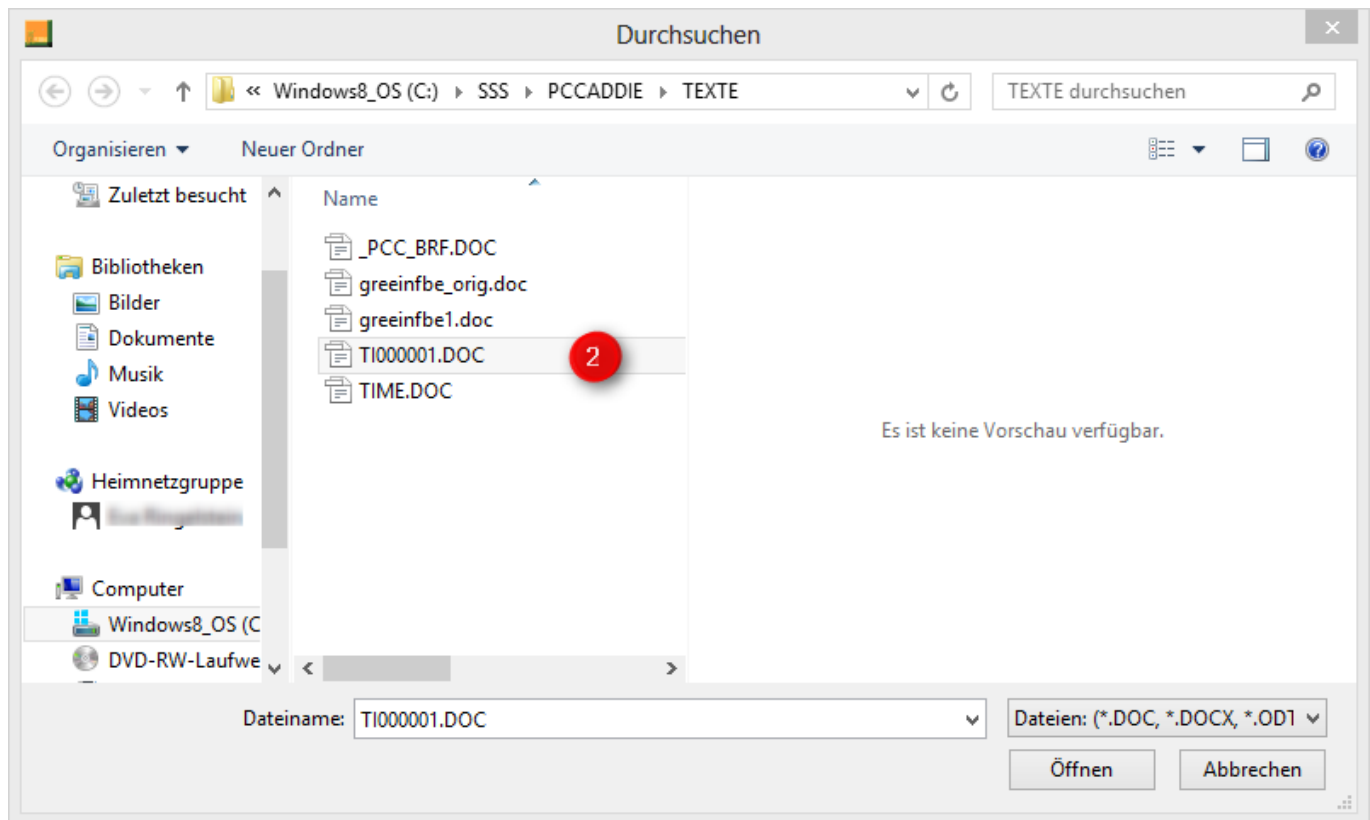 Durchsuchen
« Windows8_OS (C:) ▸ SSS ▸ PCCADDIE ▸ TEXTE
TEXTE durchsuchen
Organisieren
Neuer Ordner
Zuletzt besucht
Bibliotheken
Bilder
Dokumente
Musik
Videos
Heimnetzgruppe
Computer
Windows8_OS (C
DVD-RW-Laufwe
Name
_PCC_BRF.DOC
greeinfbe_orig.doc
greeinfbe1.doc
TI000001.DOC
2
TIME.DOC
Es ist keine Vorschau verfügbar.
Dateiname: TI000001.DOC
Dateien: (*.DOC, *.DOCX, *.ODT
Öffnen
Abbrechen